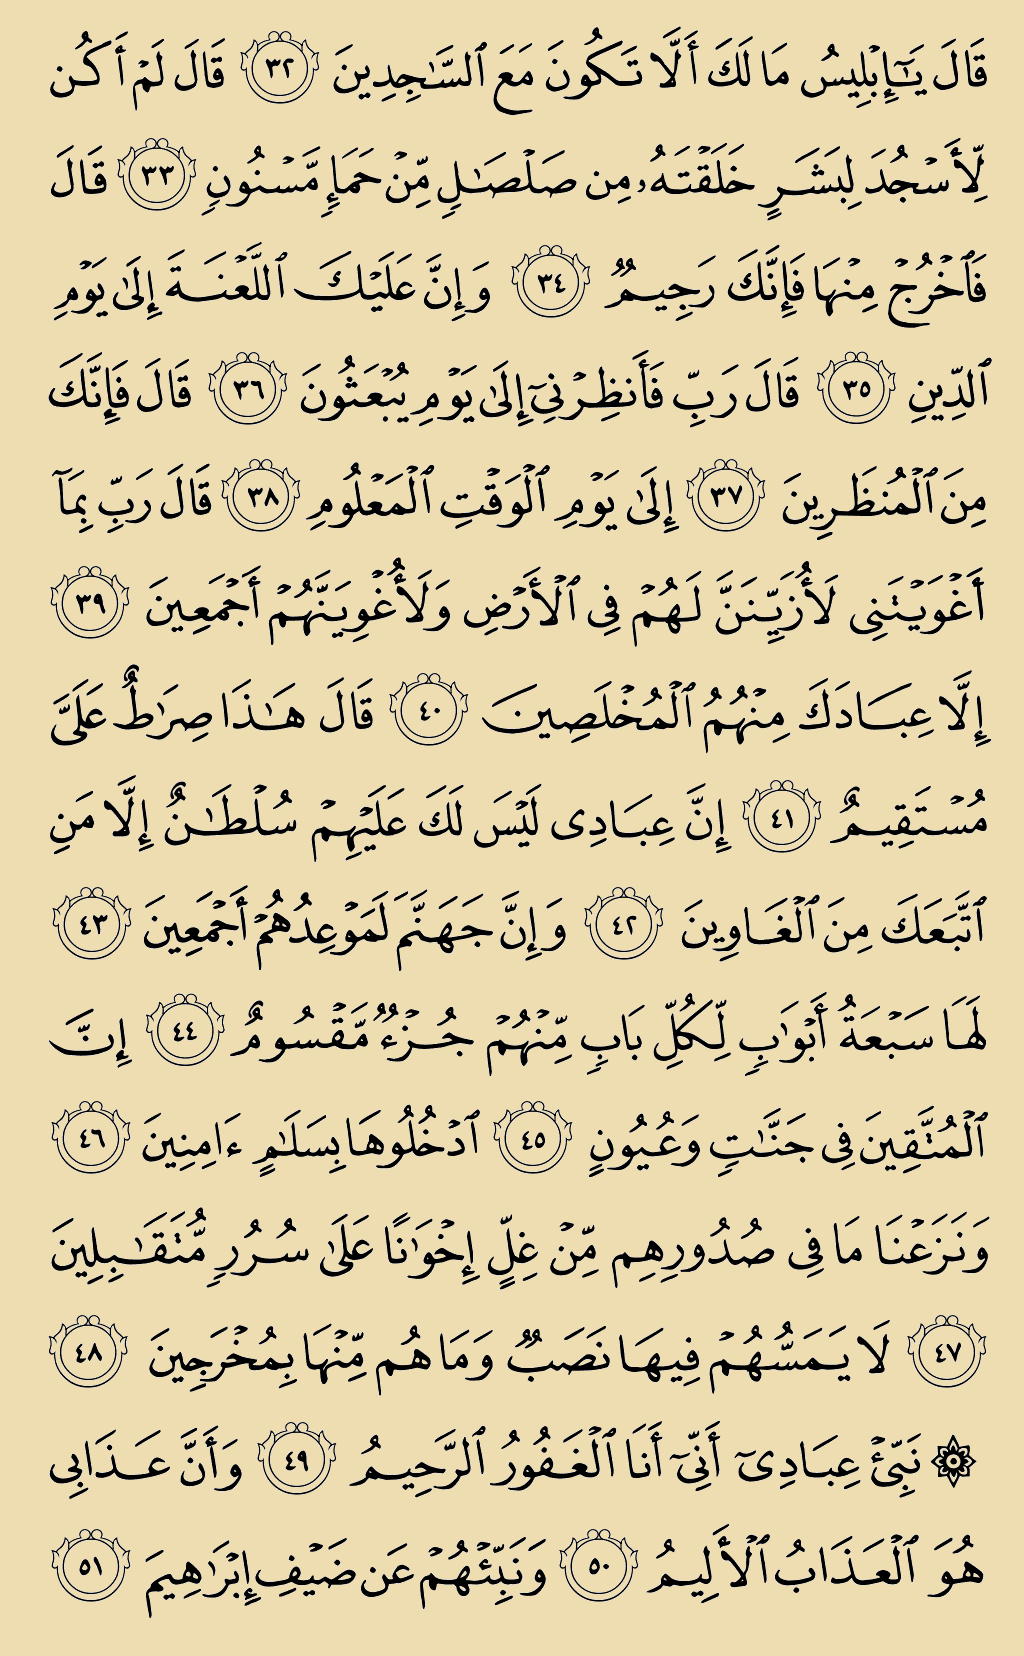 قَالَ يَـٰٓإِبْلِيسُ مَا لَكَ أَلَّا تَكُونَ مَعَ ٱلسَّـٰجِدِينَ ٣٢ قَالَ لَمْ أَكُن
لِّأَسْجُدَ لِبَشَرٍ خَلَقْتَهُۥ مِن صَلْصَـٰلٍ مِّنْ حَمَإٍ مَّسْنُونٍ ٣٣ قَالَ
فَٱخْرُجْ مِنْهَا فَإِنَّكَ رَجِيمٌ ٣٤ وَإِنَّ عَلَيْكَ ٱللَّعْنَةَ إِلَىٰ يَوْمِ
ٱلدِّينِ ٣٥ قَالَ رَبِّ فَأَنظِرْنِىٓ إِلَىٰ يَوْمِ يُبْعَثُونَ ٣٦ قَالَ فَإِنَّكَ
مِنَ ٱلْمُنظَرِينَ ٣٧ إِلَىٰ يَوْمِ ٱلْوَقْتِ ٱلْمَعْلُومِ ٣٨ قَالَ رَبِّ بِمَآ
أَغْوَيْتَنِى لَأُزَيِّنَنَّ لَهُمْ فِى ٱلْأَرْضِ وَلَأُغْوِيَنَّهُمْ أَجْمَعِينَ ٣٩
إِلَّا عِبَادَكَ مِنْهُمُ ٱلْمُخْلَصِينَ ٤٠ قَالَ هَـٰذَا صِرَٰطٌ عَلَىَّ
مُسْتَقِيمٌ ٤١ إِنَّ عِبَادِى لَيْسَ لَكَ عَلَيْهِمْ سُلْطَـٰنٌ إِلَّا مَنِ
ٱتَّبَعَكَ مِنَ ٱلْغَاوِينَ ٤٢ وَإِنَّ جَهَنَّمَ لَمَوْعِدُهُمْ أَجْمَعِينَ ٤٣
لَهَا سَبْعَةُ أَبْوَٰبٍ لِّكُلِّ بَابٍ مِّنْهُمْ جُزْءٌ مَّقْسُومٌ ٤٤ إِنَّ
ٱلْمُتَّقِينَ فِى جَنَّـٰتٍ وَعُيُونٍ ٤٥ ٱدْخُلُوهَا بِسَلَـٰمٍ ءَامِنِينَ ٤٦
وَنَزَعْنَا مَا فِى صُدُورِهِم مِّنْ غِلٍّ إِخْوَٰنًا عَلَىٰ سُرُرٍ مُّتَقَـٰبِلِينَ
٤٧ لَا يَمَسُّهُمْ فِيهَا نَصَبٌ وَمَا هُم مِّنْهَا بِمُخْرَجِينَ ٤٨
۞ نَبِّئْ عِبَادِىٓ أَنِّىٓ أَنَا ٱلْغَفُورُ ٱلرَّحِيمُ ٤٩ وَأَنَّ عَذَابِى
هُوَ ٱلْعَذَابُ ٱلْأَلِيمُ ٥٠ وَنَبِّئْهُمْ عَن ضَيْفِ إِبْرَٰهِيمَ ٥١